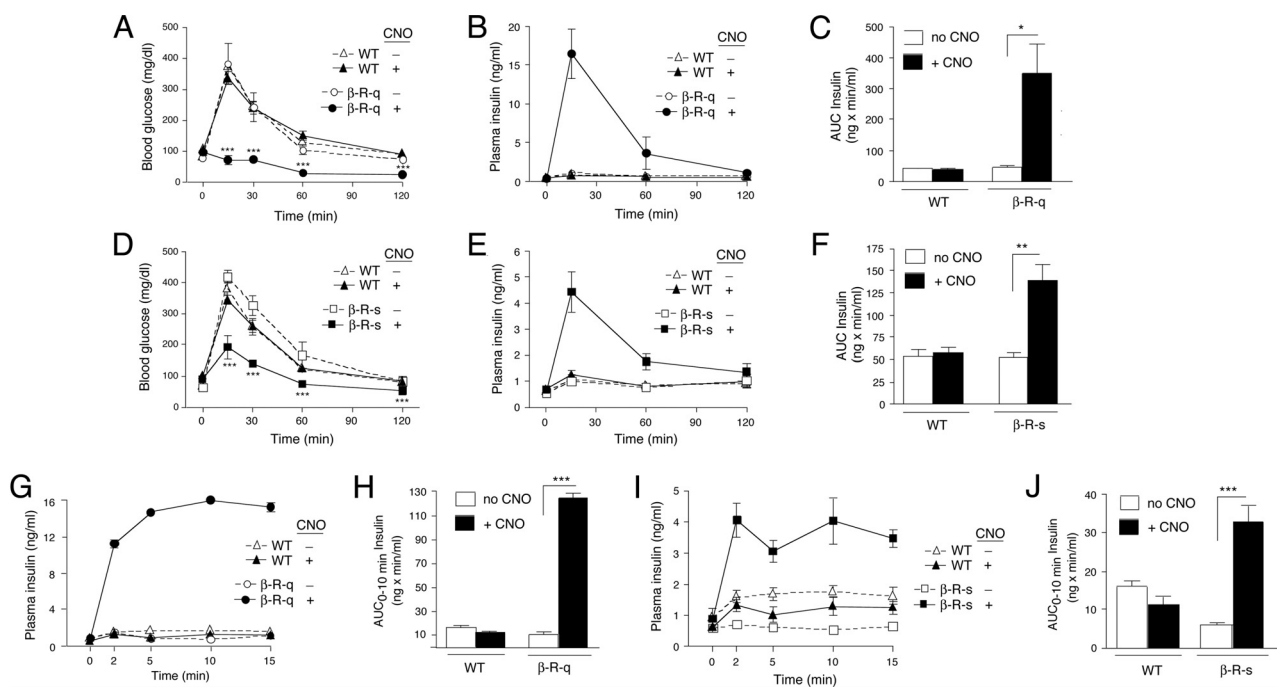 A
Blood glucose (mg/dl)
500
400
300
200
100
0
CNO
WT –
WT +
β-R-q –
β-R-q +
***
***
***
***
0 30 60 90 120
Time (min)
B
Plasma insulin (ng/ml)
20
15
10
5
0
CNO
WT –
WT +
β-R-q –
β-R-q +
0 30 60 90 120
Time (min)
C
AUC Insulin
(ng x min/ml)
500
400
300
200
100
50
0
no CNO
+ CNO
*
WT β-R-q
D
Blood glucose (mg/dl)
500
400
300
200
100
0
CNO
WT –
WT +
β-R-s –
β-R-s +
***
***
***
***
0 30 60 90 120
Time (min)
E
Plasma insulin (ng/ml)
6
5
4
3
2
1
0
CNO
WT –
WT +
β-R-s –
β-R-s +
0 30 60 90 120
Time (min)
F
AUC Insulin
(ng x min/ml)
175
150
125
100
75
50
25
0
no CNO
+ CNO
**
WT β-R-s
G
Plasma insulin (ng/ml)
16
12
8
4
0
CNO
WT –
WT +
β-R-q –
β-R-q +
0 2 5 10 15
Time (min)
H
AUC0-10 min Insulin
(ng x min/ml)
130
110
90
70
50
30
10
0
no CNO
+ CNO
***
WT β-R-q
I
Plasma insulin (ng/ml)
5
4
3
2
1
0
CNO
WT –
WT +
β-R-s –
β-R-s +
0 2 5 10 15
Time (min)
J
AUC0-10 min Insulin
(ng x min/ml)
40
30
20
10
0
no CNO
+ CNO
***
WT β-R-s